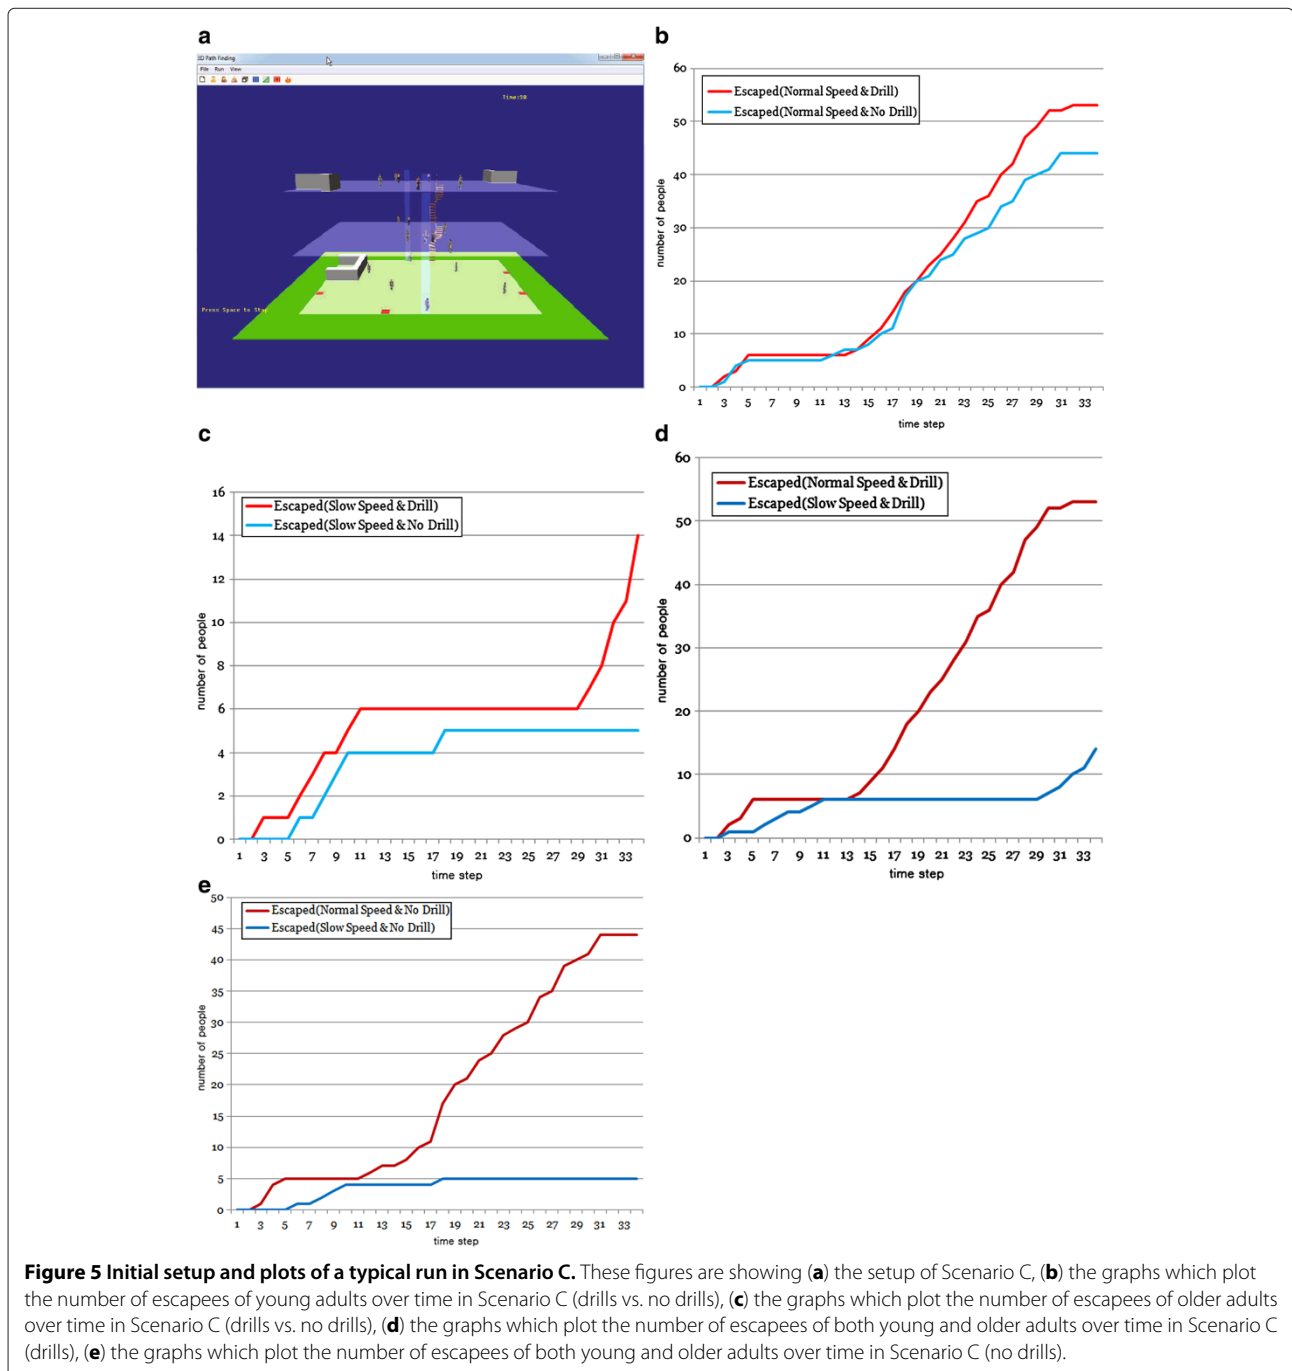 a
3D Path Finding
File Run View
Time:30
Press Space to Stop
b
60
50
40
30
20
10
0
number of people
Escaped(Normal Speed & Drill)
Escaped(Normal Speed & No Drill)
1 3 5 7 9 11 13 15 17 19 21 23 25 27 29 31 33
time step
c
16
14
12
10
8
6
4
2
0
number of people
Escaped(Slow Speed & Drill)
Escaped(Slow Speed & No Drill)
1 3 5 7 9 11 13 15 17 19 21 23 25 27 29 31 33
time step
d
60
50
40
30
20
10
0
number of people
Escaped(Normal Speed & Drill)
Escaped(Slow Speed & Drill)
1 3 5 7 9 11 13 15 17 19 21 23 25 27 29 31 33
time step
e
50
45
40
35
30
25
20
15
10
5
0
number of people
Escaped(Normal Speed & No Drill)
Escaped(Slow Speed & No Drill)
1 3 5 7 9 11 13 15 17 19 21 23 25 27 29 31 33
time step
Figure 5 Initial setup and plots of a typical run in Scenario C. These figures are showing (a) the setup of Scenario C, (b) the graphs which plot
the number of escapees of young adults over time in Scenario C (drills vs. no drills), (c) the graphs which plot the number of escapees of older adults
over time in Scenario C (drills vs. no drills), (d) the graphs which plot the number of escapees of both young and older adults over time in Scenario C
(drills), (e) the graphs which plot the number of escapees of both young and older adults over time in Scenario C (no drills).